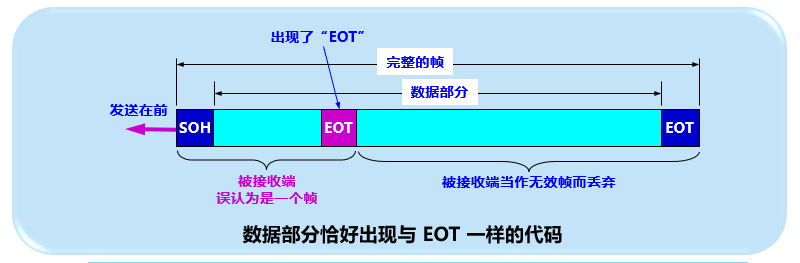 出现了“EOT”
完整的帧
数据部分
发送在前
SOH
EOT
EOT
被接收端
误认为是一个帧
被接收端当作无效帧而丢弃
数据部分恰好出现与 EOT 一样的代码